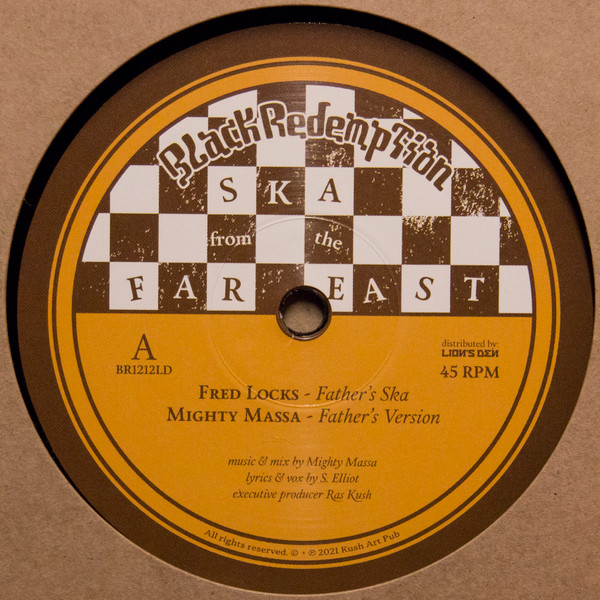 Black Redemption
SKA
from the
FAR EAST
A
BR1212LD
distributed by:
LION'S DEN
45 RPM
FRED LOCKS - Father's Ska
MIGHTY MASSA - Father's Version
music & mix by Mighty Massa
lyrics & vox by S. Elliot
executive producer Ras Kush
All rights reserved. © + ℗ 2021 Kush Art Pub